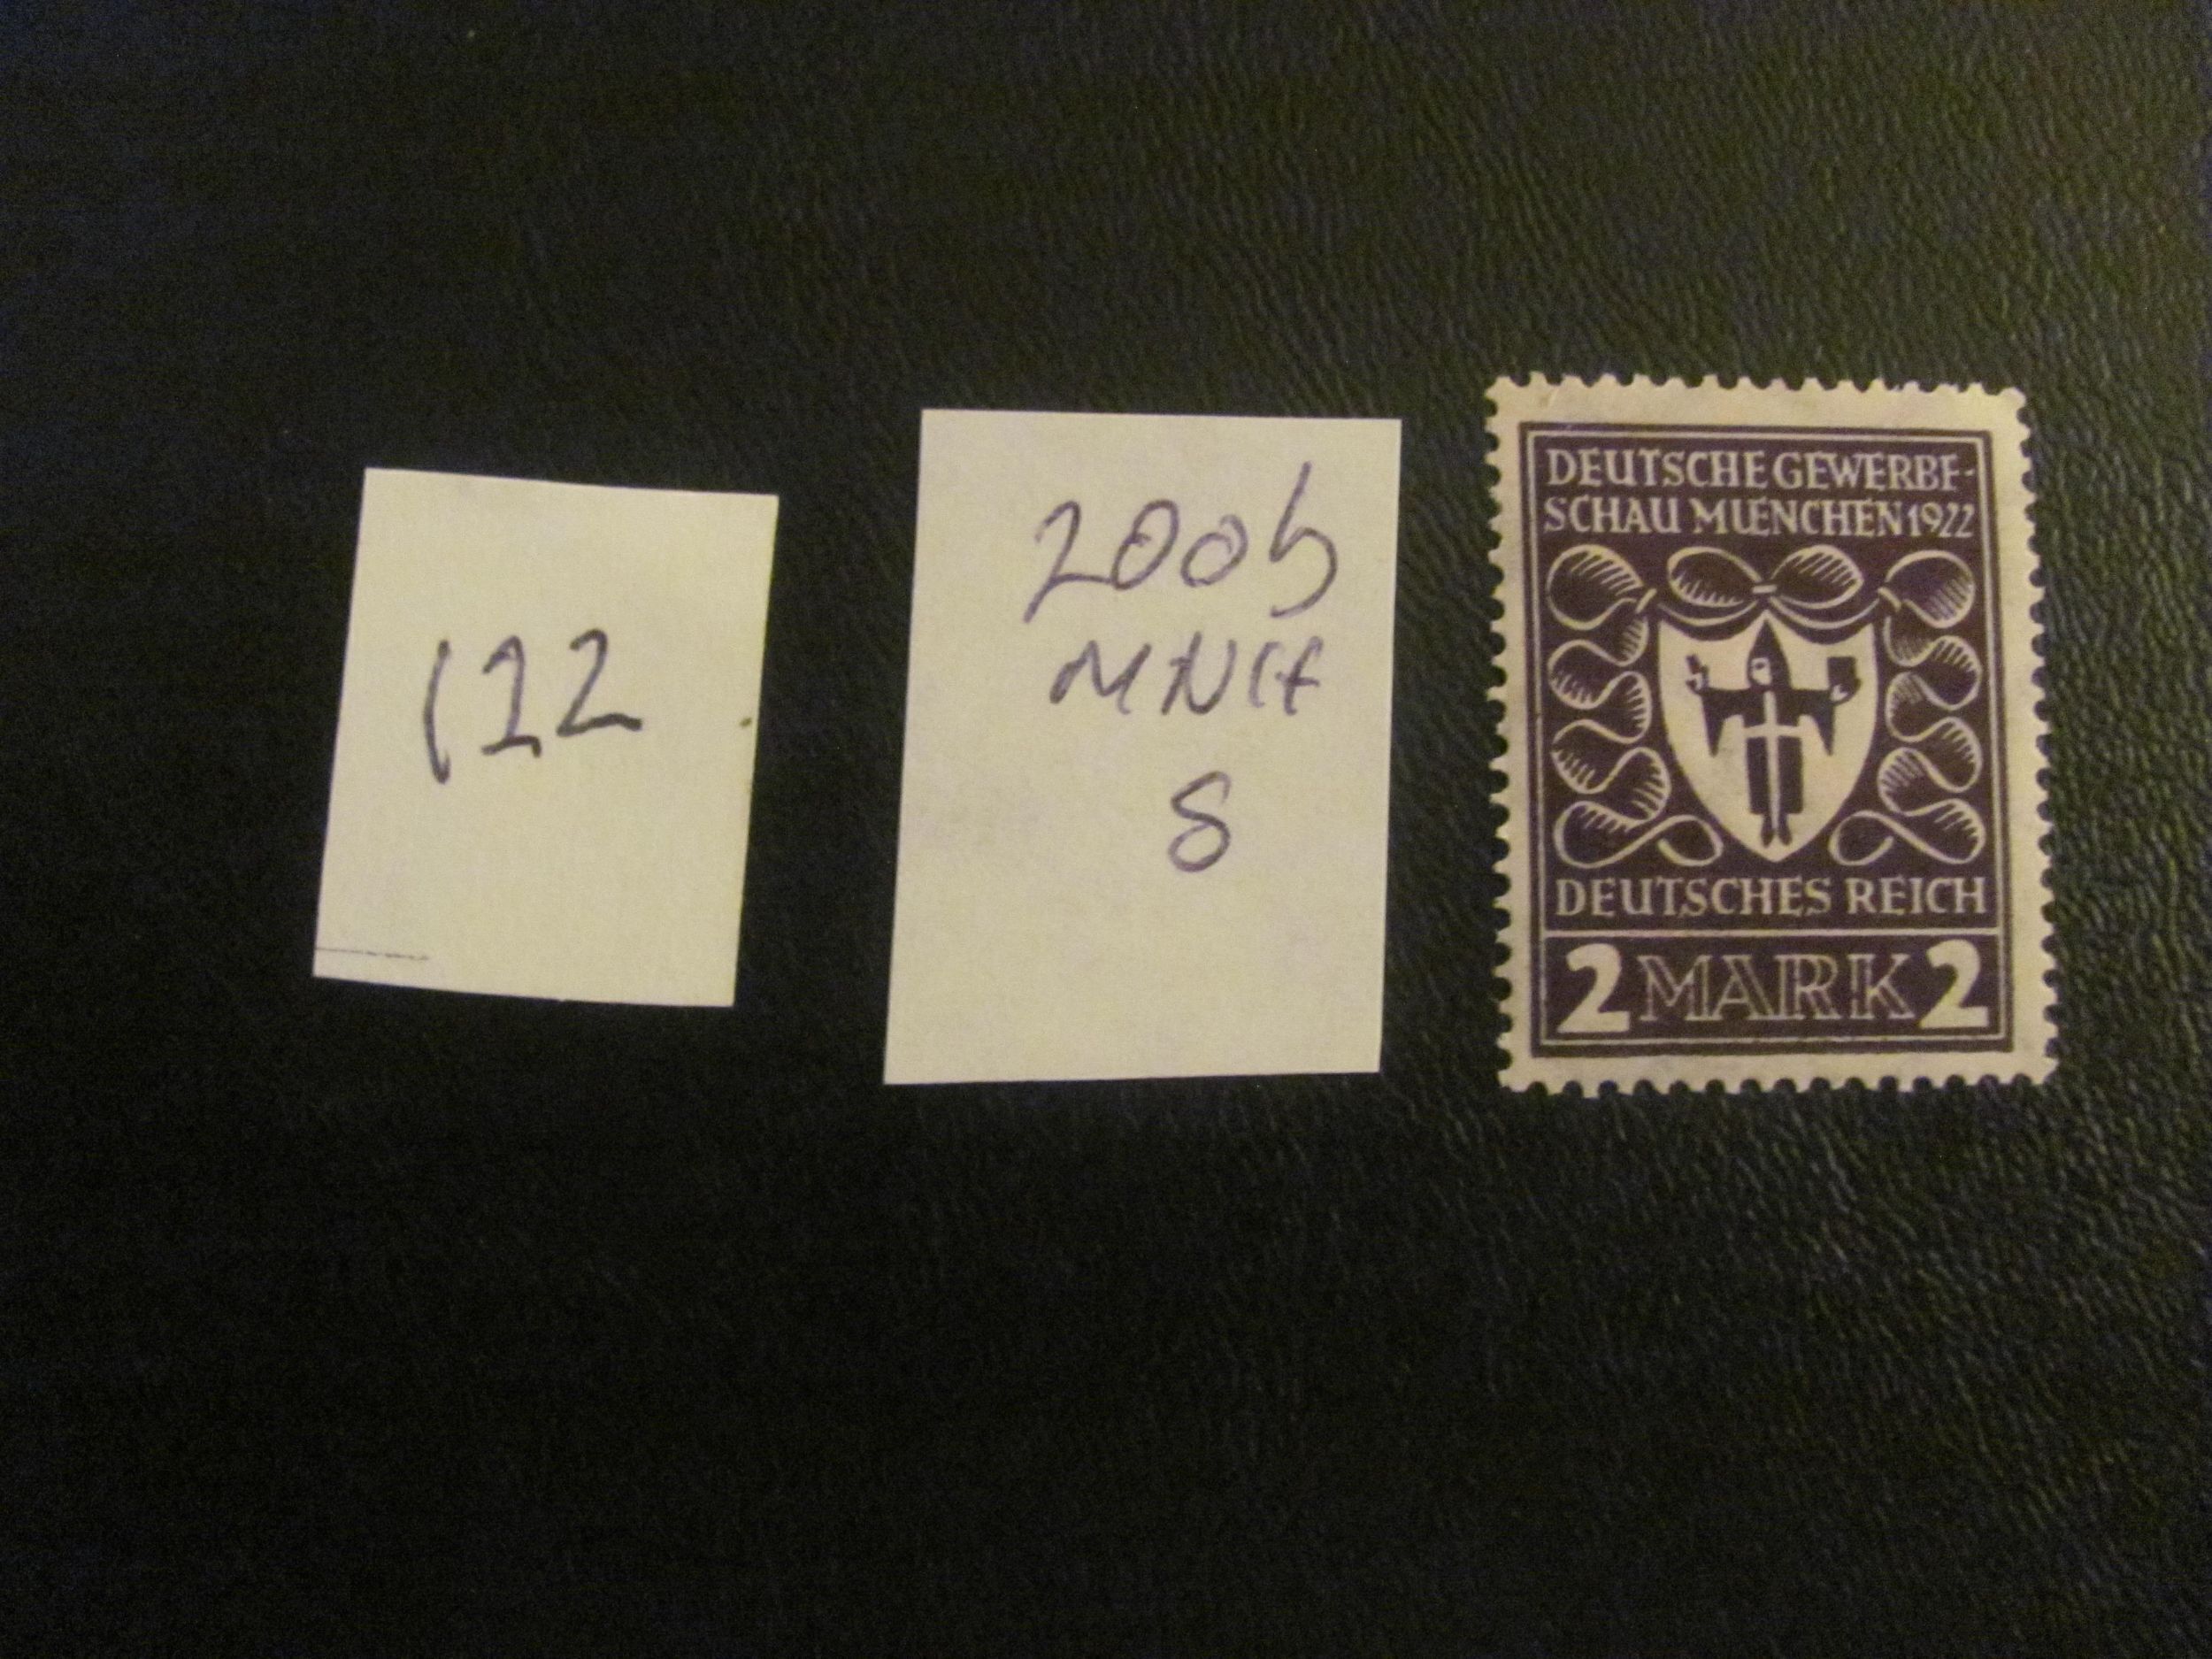 122
200b
MNH
8
DEUTSCHE GEWERBE-
SCHAU MUENCHEN 1922
DEUTSCHES REICH
2 MARK 2